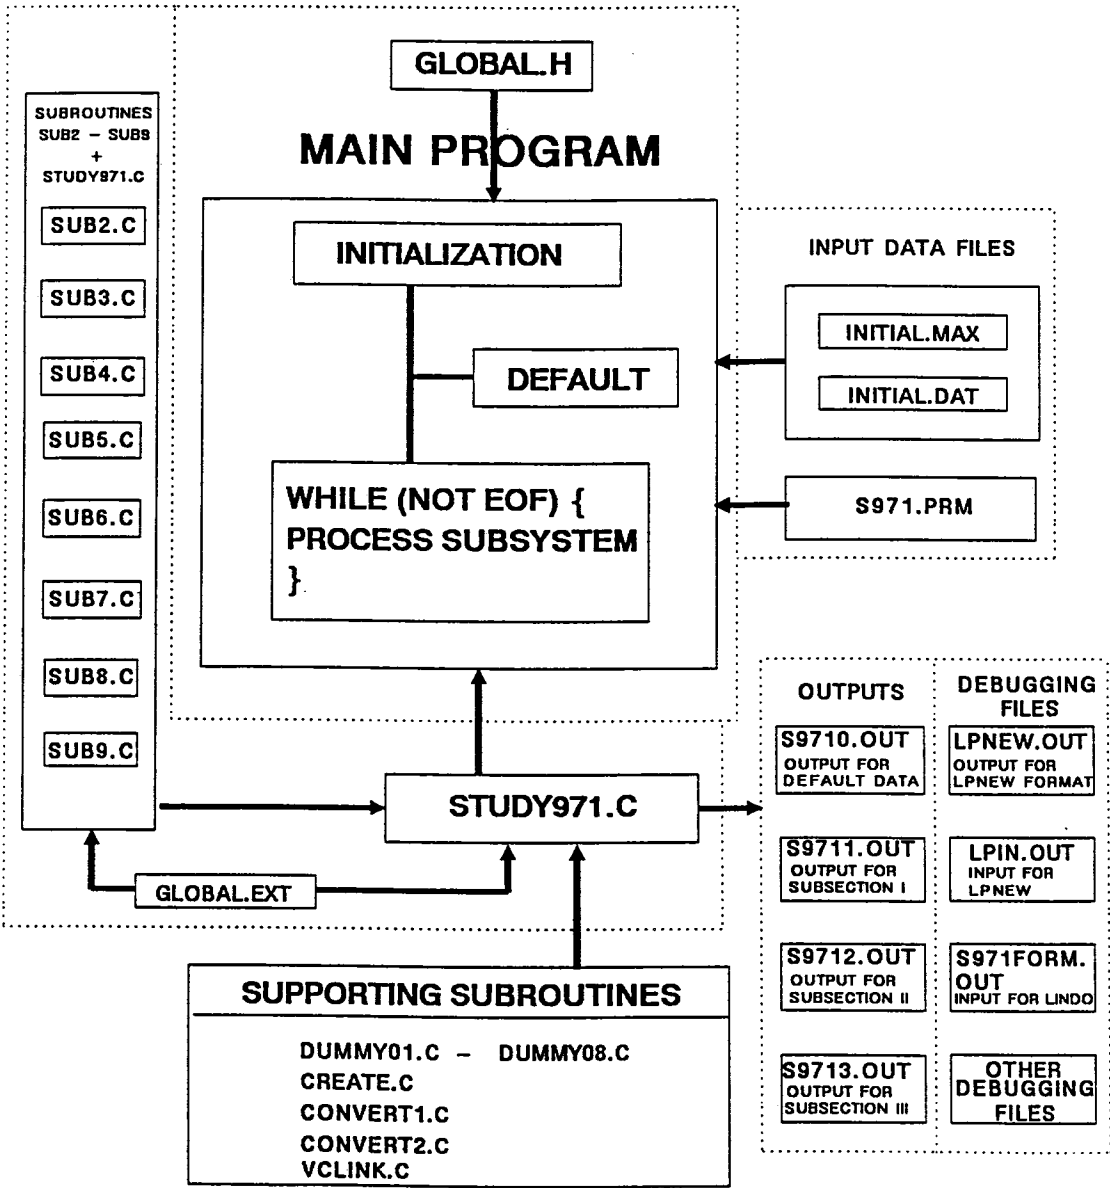 GLOBAL.H
MAIN PROGRAM
SUBROUTINES
SUB2 - SUB9
+
STUDY971.C
SUB2.C
SUB3.C
SUB4.C
SUB5.C
SUB6.C
SUB7.C
SUB8.C
SUB9.C
INITIALIZATION
DEFAULT
WHILE (NOT EOF) {
PROCESS SUBSYSTEM
}
INPUT DATA FILES
INITIAL.MAX
INITIAL.DAT
S971.PRM
STUDY971.C
GLOBAL.EXT
SUPPORTING SUBROUTINES
DUMMY01.C - DUMMY08.C
CREATE.C
CONVERT1.C
CONVERT2.C
VCLINK.C
OUTPUTS
S9710.OUT
OUTPUT FOR
DEFAULT DATA
S9711.OUT
OUTPUT FOR
SUBSECTION I
S9712.OUT
OUTPUT FOR
SUBSECTION II
S9713.OUT
OUTPUT FOR
SUBSECTION III
DEBUGGING
FILES
LPNEW.OUT
OUTPUT FOR
LPNEW FORMAT
LPIN.OUT
INPUT FOR
LPNEW
S971FORM.
OUT
INPUT FOR LINDO
OTHER
DEBUGGING
FILES